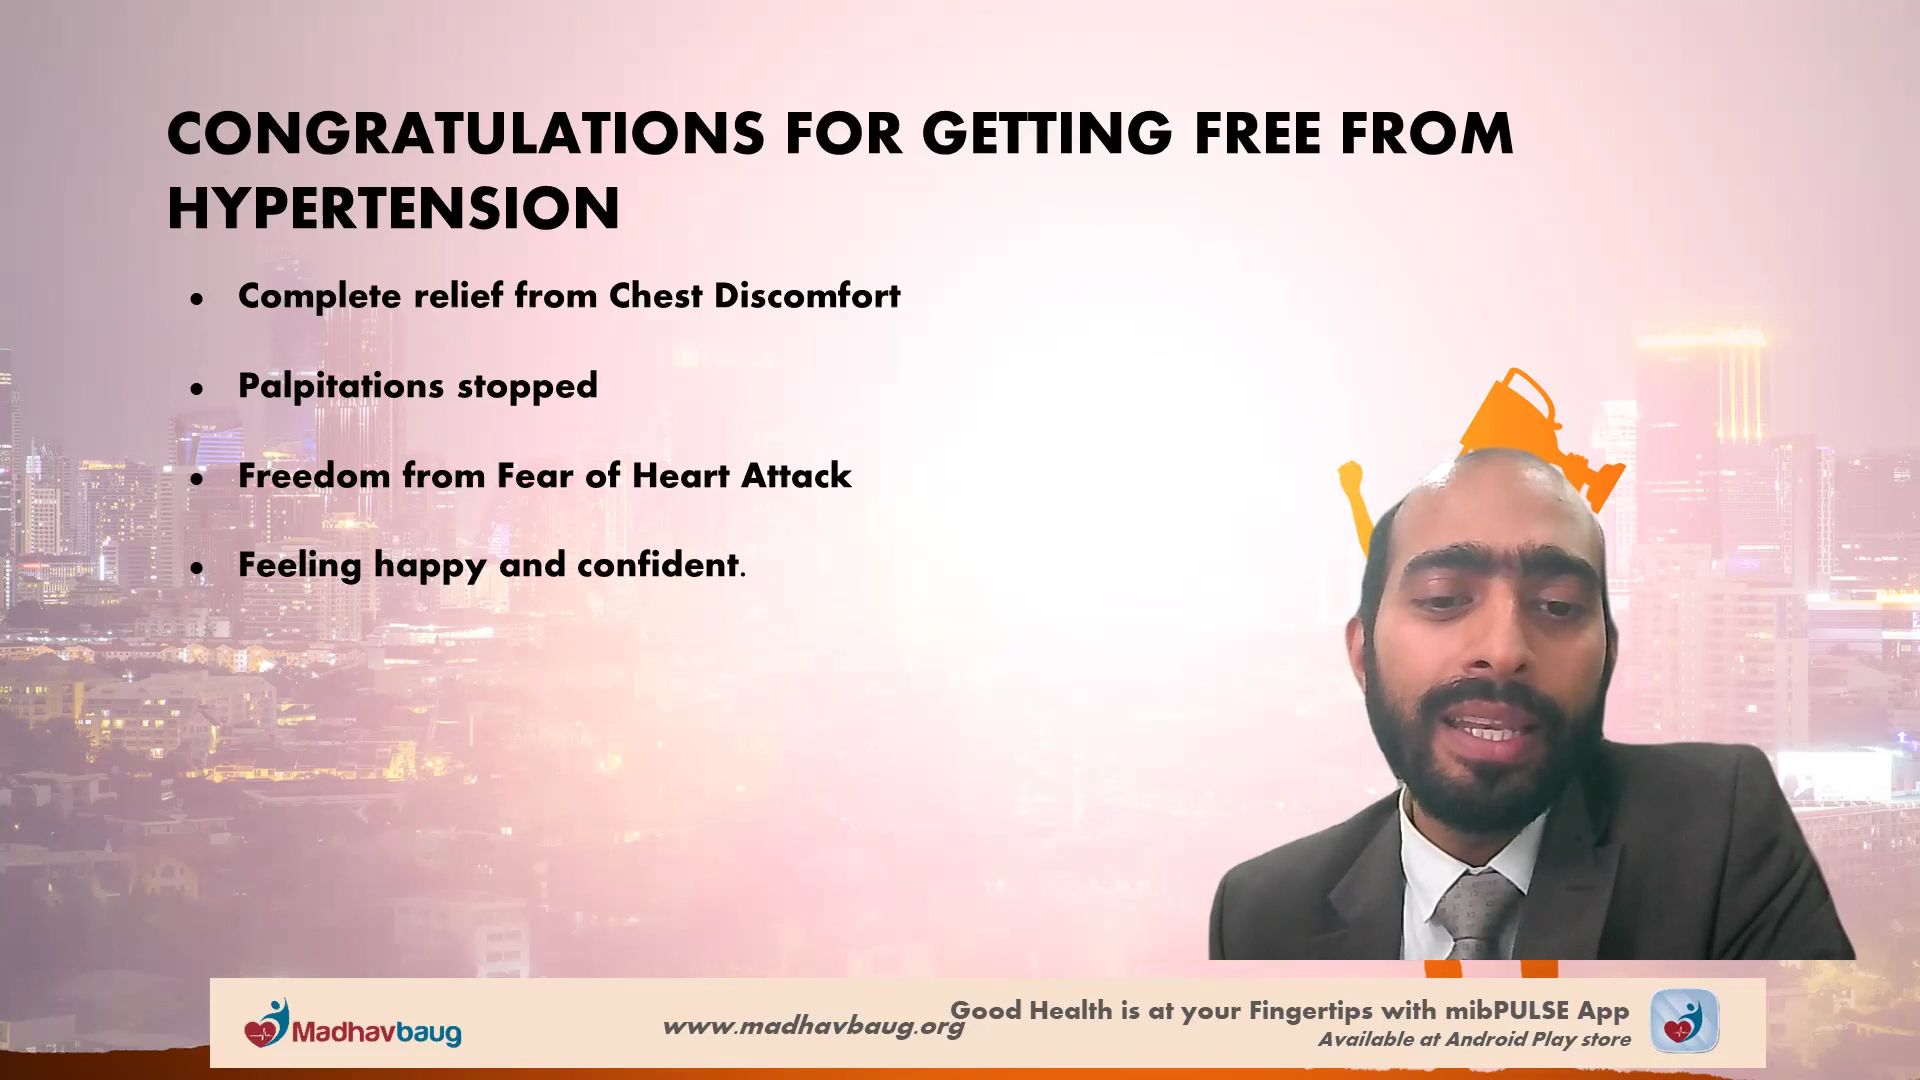 CONGRATULATIONS FOR GETTING FREE FROM
HYPERTENSION
• Complete relief from Chest Discomfort
• Palpitations stopped
• Freedom from Fear of Heart Attack
• Feeling happy and confident.
Madhavbaug
www.madhavbaug.org
Good Health is at your Fingertips with mibPULSE App
Available at Android Play store